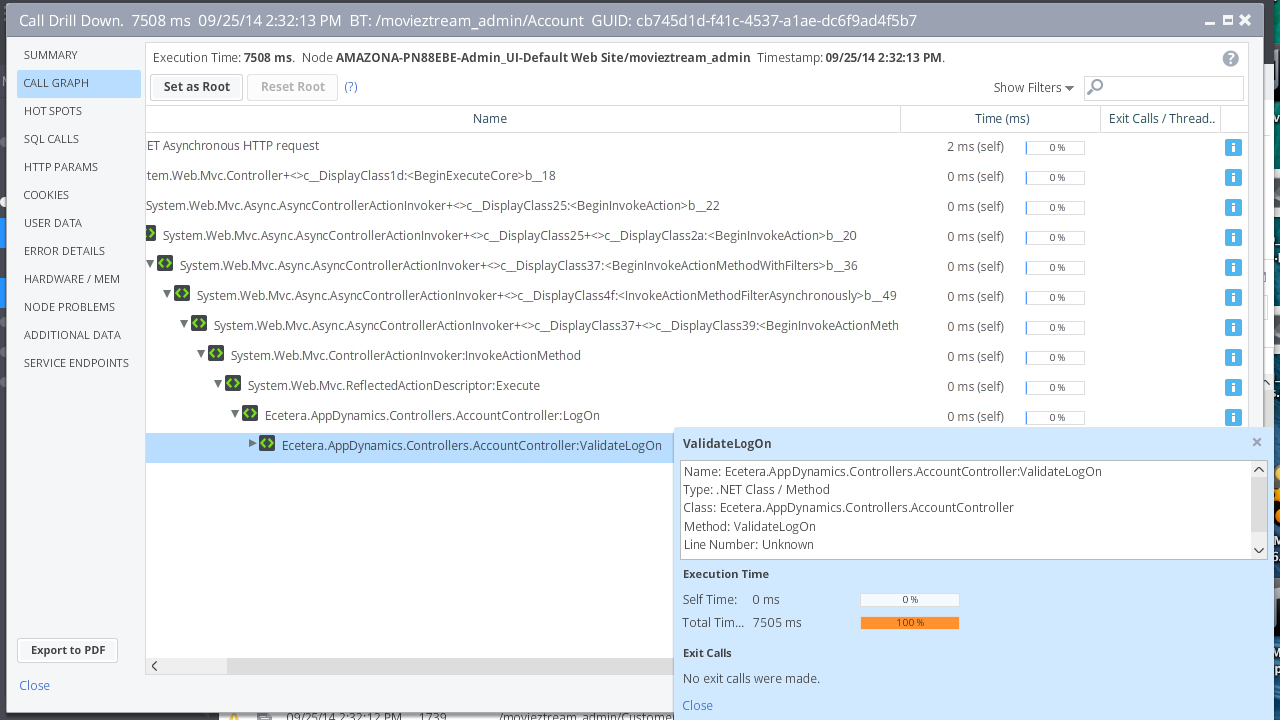 Call Drill Down. 7508 ms 09/25/14 2:32:13 PM BT: /movieztream_admin/Account GUID: cb745d1d-f41c-4537-a1ae-dc6f9ad4f5b7
SUMMARY
CALL GRAPH
HOT SPOTS
SQL CALLS
HTTP PARAMS
COOKIES
USER DATA
ERROR DETAILS
HARDWARE / MEM
NODE PROBLEMS
ADDITIONAL DATA
SERVICE ENDPOINTS
Export to PDF
Close
Execution Time: 7508 ms. Node AMAZONA-PN88EBE-Admin_UI-Default Web Site/movieztream_admin Timestamp: 09/25/14 2:32:13 PM.
Set as Root Reset Root (?) Show Filters
Name Time (ms) Exit Calls / Thread..
ET Asynchronous HTTP request 2 ms (self) 0 %
tem.Web.Mvc.Controller+<>c__DisplayClass1d:<BeginExecuteCore>b__18 0 ms (self) 0 %
System.Web.Mvc.Async.AsyncControllerActionInvoker+<>c__DisplayClass25:<BeginInvokeAction>b__22 0 ms (self) 0 %
System.Web.Mvc.Async.AsyncControllerActionInvoker+<>c__DisplayClass25+<>c__DisplayClass2a:<BeginInvokeAction>b__20 0 ms (self) 0 %
System.Web.Mvc.Async.AsyncControllerActionInvoker+<>c__DisplayClass37:<BeginInvokeActionMethodWithFilters>b__36 0 ms (self) 0 %
System.Web.Mvc.Async.AsyncControllerActionInvoker+<>c__DisplayClass4f:<InvokeActionMethodFilterAsynchronously>b__49 0 ms (self) 0 %
System.Web.Mvc.Async.AsyncControllerActionInvoker+<>c__DisplayClass37+<>c__DisplayClass39:<BeginInvokeActionMeth 0 ms (self) 0 %
System.Web.Mvc.ControllerActionInvoker:InvokeActionMethod 0 ms (self) 0 %
System.Web.Mvc.ReflectedActionDescriptor:Execute 0 ms (self) 0 %
Ecetera.AppDynamics.Controllers.AccountController:LogOn 0 ms (self) 0 %
Ecetera.AppDynamics.Controllers.AccountController:ValidateLogOn
ValidateLogOn
Name: Ecetera.AppDynamics.Controllers.AccountController:ValidateLogOn
Type: .NET Class / Method
Class: Ecetera.AppDynamics.Controllers.AccountController
Method: ValidateLogOn
Line Number: Unknown
Execution Time
Self Time: 0 ms 0 %
Total Tim... 7505 ms 100 %
Exit Calls
No exit calls were made.
Close
09/25/14 2:32:12 PM 1739 /movieztream_admin/Custome